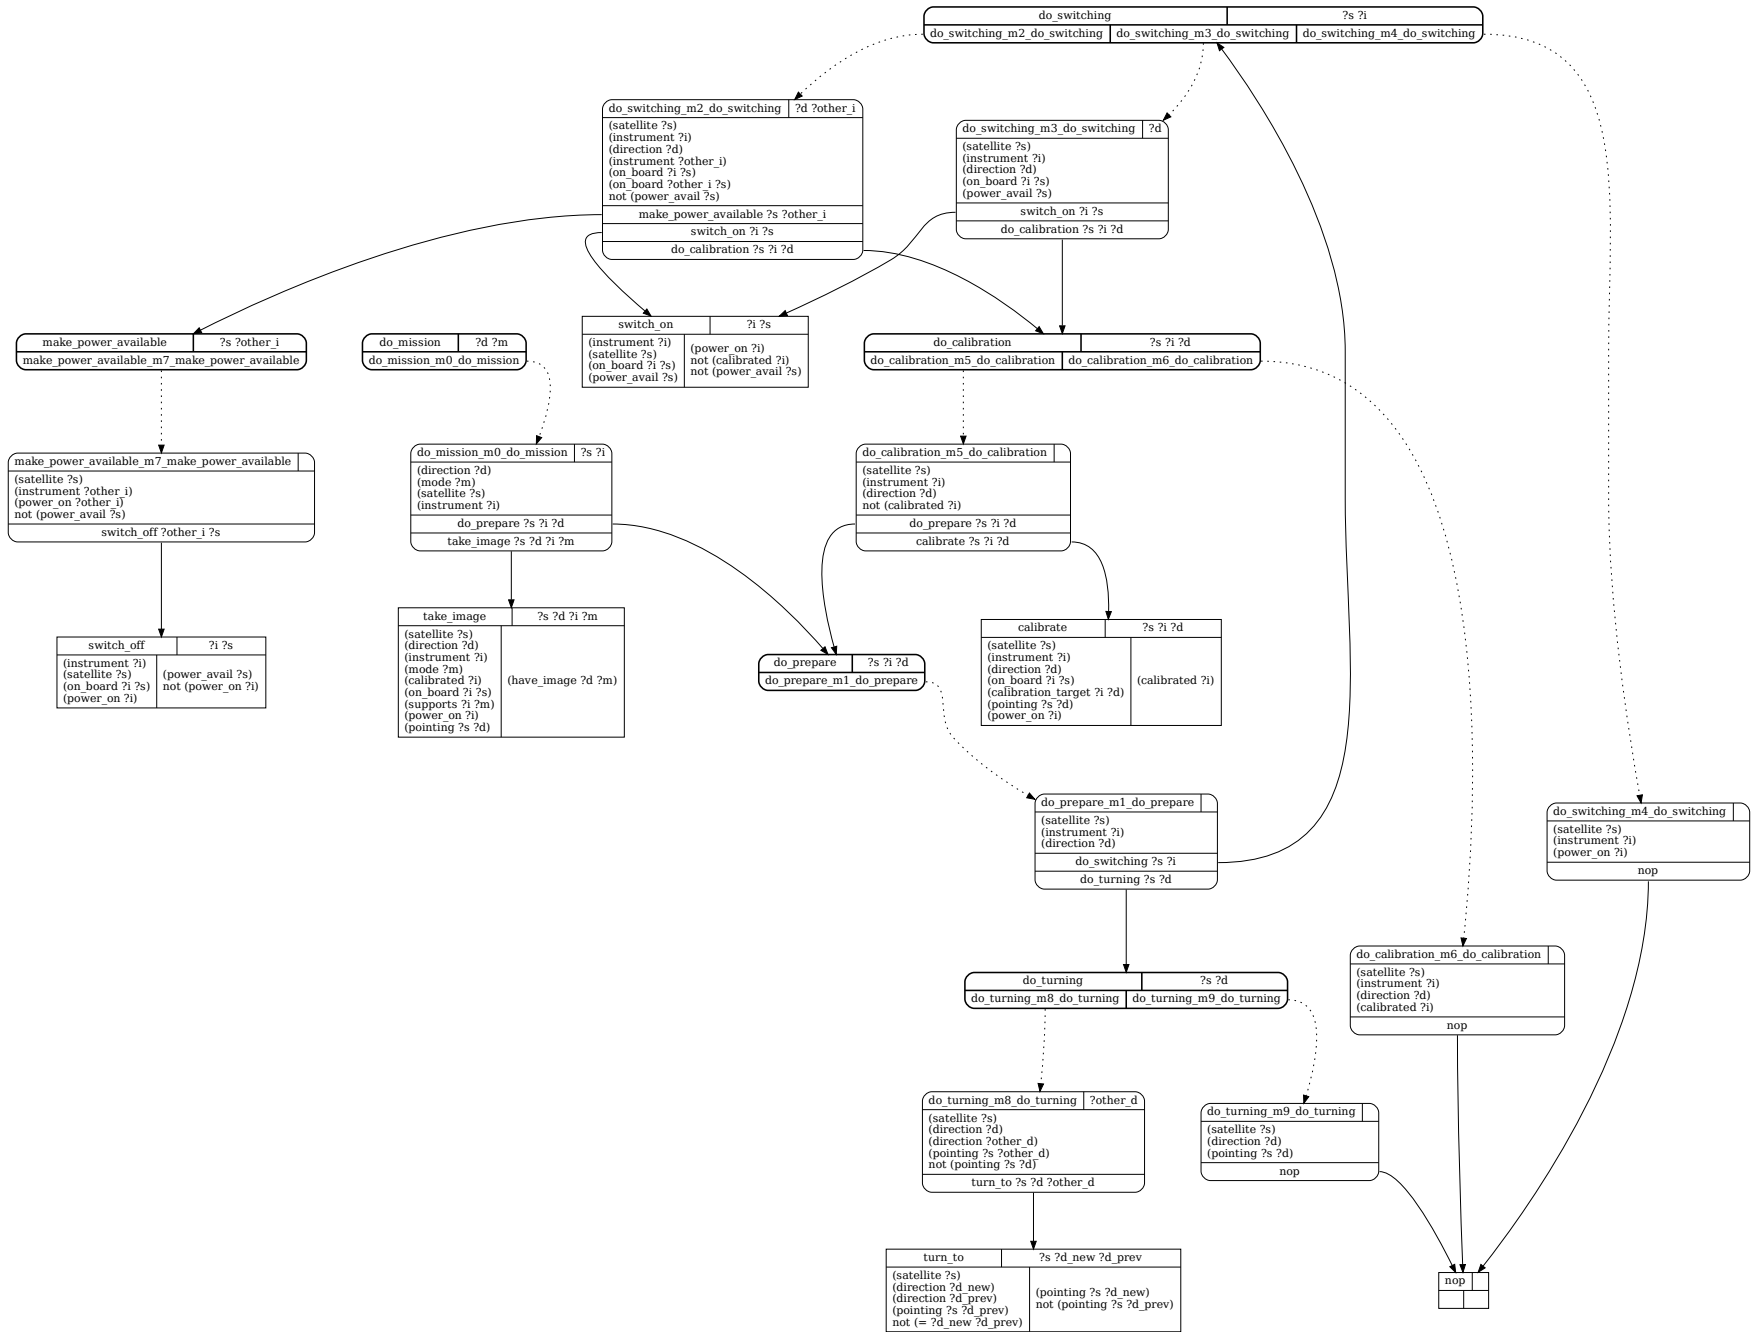 do_switching ?s ?i
do_switching_m2_do_switching do_switching_m3_do_switching do_switching_m4_do_switching
do_switching_m2_do_switching ?d ?other_i
(satellite ?s)
(instrument ?i)
(direction ?d)
(instrument ?other_i)
(on_board ?i ?s)
(on_board ?other_i ?s)
not (power_avail ?s)
make_power_available ?s ?other_i
switch_on ?i ?s
do_calibration ?s ?i ?d
do_switching_m3_do_switching ?d
(satellite ?s)
(instrument ?i)
(direction ?d)
(on_board ?i ?s)
(power_avail ?s)
switch_on ?i ?s
do_calibration ?s ?i ?d
make_power_available ?s ?other_i
make_power_available_m7_make_power_available
do_mission ?d ?m
do_mission_m0_do_mission
switch_on ?i ?s
(instrument ?i)
(satellite ?s)
(on_board ?i ?s)
(power_avail ?s)
(power_on ?i)
not (calibrated ?i)
not (power_avail ?s)
do_calibration ?s ?i ?d
do_calibration_m5_do_calibration do_calibration_m6_do_calibration
make_power_available_m7_make_power_available
(satellite ?s)
(instrument ?other_i)
(power_on ?other_i)
not (power_avail ?s)
switch_off ?other_i ?s
do_mission_m0_do_mission ?s ?i
(direction ?d)
(mode ?m)
(satellite ?s)
(instrument ?i)
do_prepare ?s ?i ?d
take_image ?s ?d ?i ?m
do_calibration_m5_do_calibration
(satellite ?s)
(instrument ?i)
(direction ?d)
not (calibrated ?i)
do_prepare ?s ?i ?d
calibrate ?s ?i ?d
switch_off ?i ?s
(instrument ?i)
(satellite ?s)
(on_board ?i ?s)
(power_on ?i)
(power_avail ?s)
not (power_on ?i)
take_image ?s ?d ?i ?m
(satellite ?s)
(direction ?d)
(instrument ?i)
(mode ?m)
(calibrated ?i)
(on_board ?i ?s)
(supports ?i ?m)
(power_on ?i)
(pointing ?s ?d)
(have_image ?d ?m)
do_prepare ?s ?i ?d
do_prepare_m1_do_prepare
calibrate ?s ?i ?d
(satellite ?s)
(instrument ?i)
(direction ?d)
(on_board ?i ?s)
(calibration_target ?i ?d)
(pointing ?s ?d)
(power_on ?i)
(calibrated ?i)
do_prepare_m1_do_prepare
(satellite ?s)
(instrument ?i)
(direction ?d)
do_switching ?s ?i
do_turning ?s ?d
do_switching_m4_do_switching
(satellite ?s)
(instrument ?i)
(power_on ?i)
nop
do_calibration_m6_do_calibration
(satellite ?s)
(instrument ?i)
(direction ?d)
(calibrated ?i)
nop
do_turning ?s ?d
do_turning_m8_do_turning do_turning_m9_do_turning
do_turning_m8_do_turning ?other_d
(satellite ?s)
(direction ?d)
(direction ?other_d)
(pointing ?s ?other_d)
not (pointing ?s ?d)
turn_to ?s ?d ?other_d
do_turning_m9_do_turning
(satellite ?s)
(direction ?d)
(pointing ?s ?d)
nop
turn_to ?s ?d_new ?d_prev
(satellite ?s)
(direction ?d_new)
(direction ?d_prev)
(pointing ?s ?d_prev)
not (= ?d_new ?d_prev)
(pointing ?s ?d_new)
not (pointing ?s ?d_prev)
nop